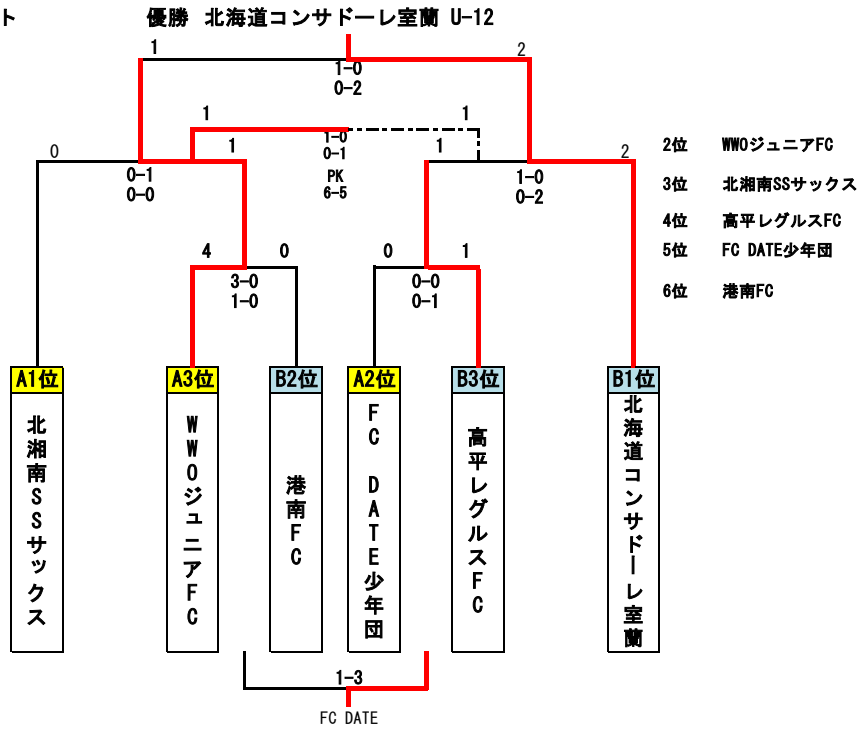 ト 優勝 北海道コンサドーレ室蘭 U-12
1 2
1-0
0-2
1 1
1-0
0-1
PK
6-5
0 1 1 2
0-1
0-0
1-0
0-2
2位 WWOジュニアFC
3位 北湘南SSサックス
4位 高平レグルスFC
5位 FC DATE少年団
6位 港南FC
4 0 0 1
3-0
1-0
0-0
0-1
A1位 A3位 B2位 A2位 B3位 B1位
北湘南SSサックス
WWOジュニアFC
港南FC
FC DATE少年団
高平レグルスFC
北海道コンサドーレ室蘭
1-3
FC DATE